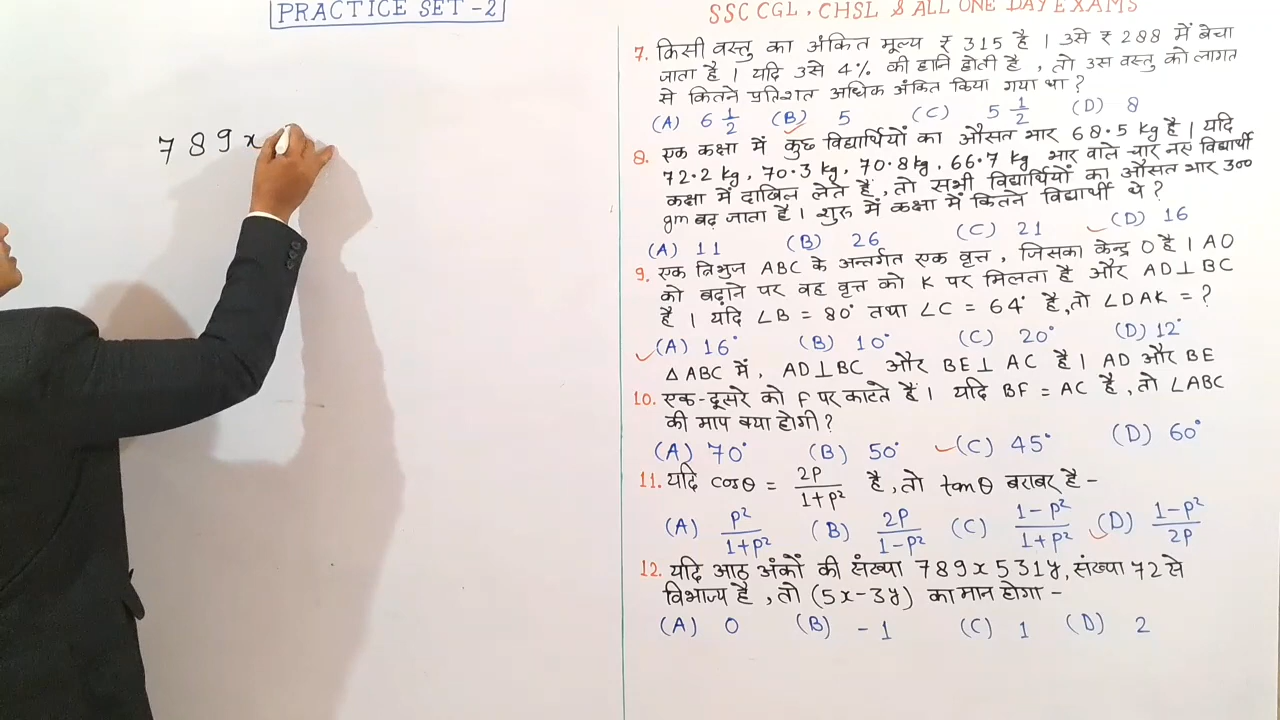 PRACTICE SET -2
SSC CGL, CHSL & ALL ONE DAY EXAMS
789x
7. किसी वस्तु का अंकित मूल्य ₹ 315 है । उसे ₹ 288 में बेचा
जाता है । यदि उसे 4% की हानि होती है , तो उस वस्तु को लागत
से कितने प्रतिशत अधिक अंकित किया गया था ?
(A) 6 1/2 (B) 5 (C) 5 1/2 (D) 8
8. एक कक्षा में कुछ विद्यार्थियों का औसत भार 68.5 kg है । यदि
72.2 kg, 70.3 kg, 70.8 kg, 66.7 kg भार वाले चार नए विद्यार्थी
कक्षा में दाखिल लेते हैं , तो सभी विद्यार्थियों का औसत भार 300
gm बढ़ जाता है । शुरु में कक्षा में कितने विद्यार्थी थे ?
(A) 11 (B) 26 (C) 21 (D) 16
9. एक त्रिभुज ABC के अन्तर्गत एक वृत्त , जिसका केन्द्र O है । AO
को बढ़ाने पर वह वृत्त को K पर मिलता है और AD⊥BC
है । यदि ∠B = 80° तथा ∠C = 64° है, तो ∠DAK = ?
(A) 16° (B) 10° (C) 20° (D) 12°
10. △ABC में, AD⊥BC और BE⊥AC है । AD और BE
एक-दूसरे को F पर काटते हैं । यदि BF = AC है , तो ∠ABC
की माप क्या होगी ?
(A) 70° (B) 50° (C) 45° (D) 60°
11. यदि cosθ = 2P/1+P² है , तो tanθ बराबर है -
(A) P²/1+P² (B) 2P/1-P² (C) 1-P²/1+P² (D) 1-P²/2P
12. यदि आठ अंकों की संख्या 789x531y, संख्या 72 से
विभाज्य है , तो (5x-3y) का मान होगा -
(A) 0 (B) -1 (C) 1 (D) 2